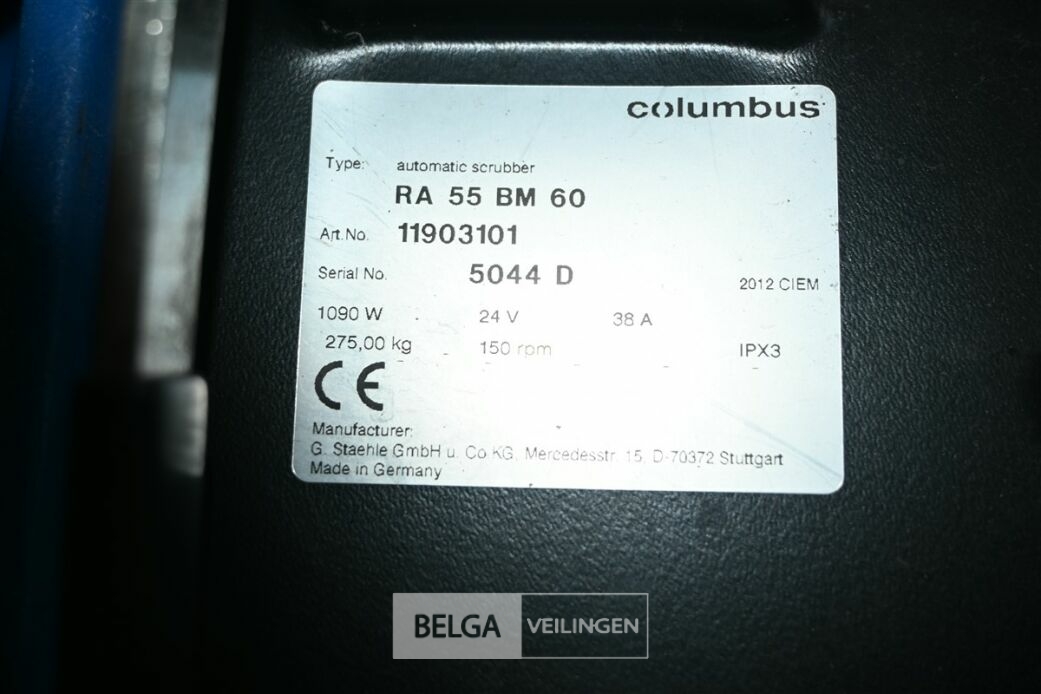 columbus
Type: automatic scrubber
RA 55 BM 60
Art.No. 11903101
Serial No. 5044 D 2012 CIEM
1090 W 24 V 38 A
275,00 kg 150 rpm IPX3
CE
Manufacturer:
G. Staehle GmbH u. Co KG, Mercedesstr. 15, D-70372 Stuttgart
Made in Germany
BELGA VEILINGEN